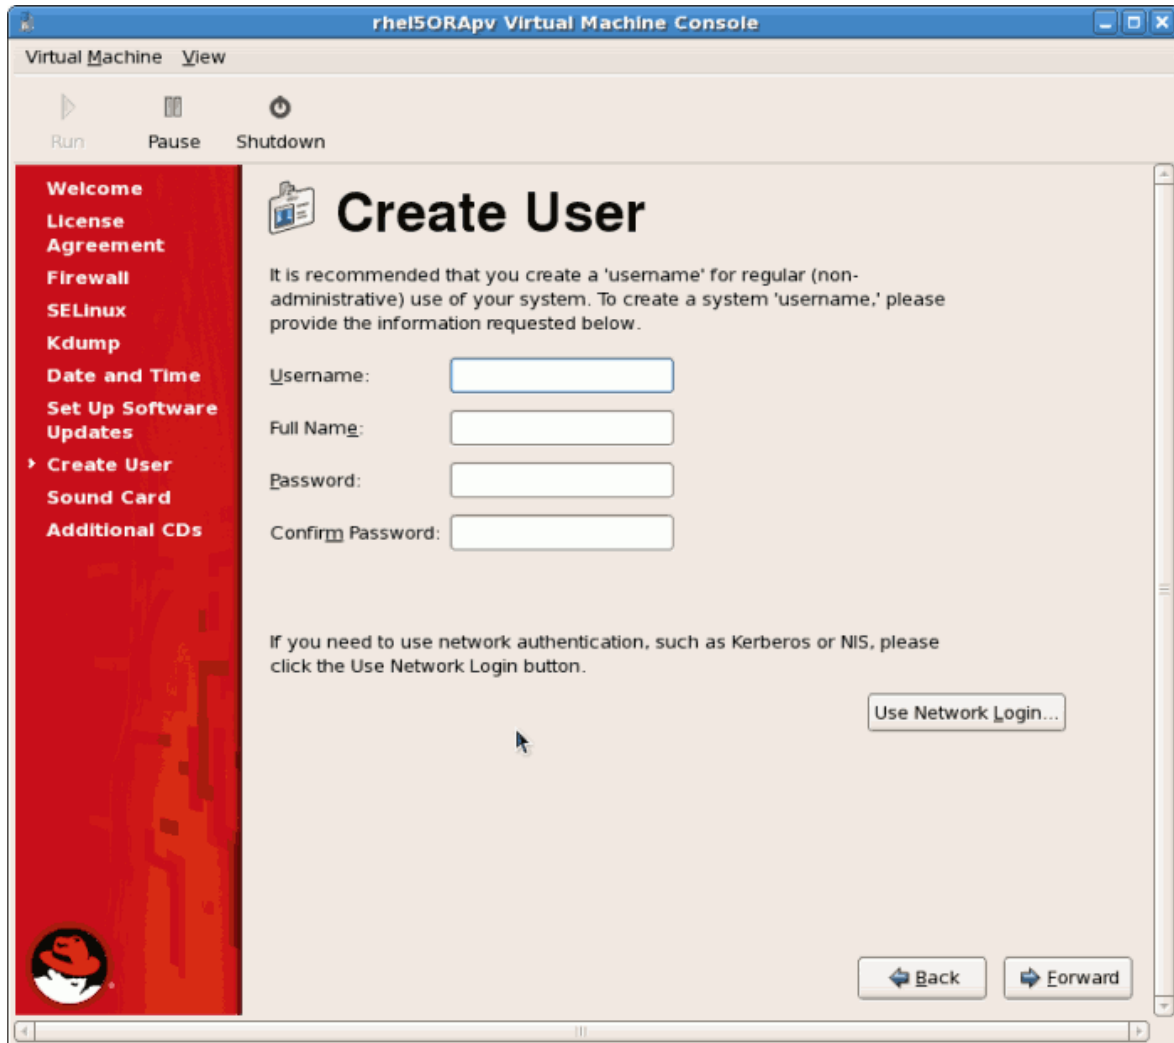 rhel5ORApv Virtual Machine Console
Virtual Machine View
Run Pause Shutdown
Welcome
License
Agreement
Firewall
SELinux
Kdump
Date and Time
Set Up Software
Updates
Create User
Sound Card
Additional CDs
Create User
It is recommended that you create a 'username' for regular (non-
administrative) use of your system. To create a system 'username,' please
provide the information requested below.
Username:
Full Name:
Password:
Confirm Password:
If you need to use network authentication, such as Kerberos or NIS, please
click the Use Network Login button.
Use Network Login...
Back Forward